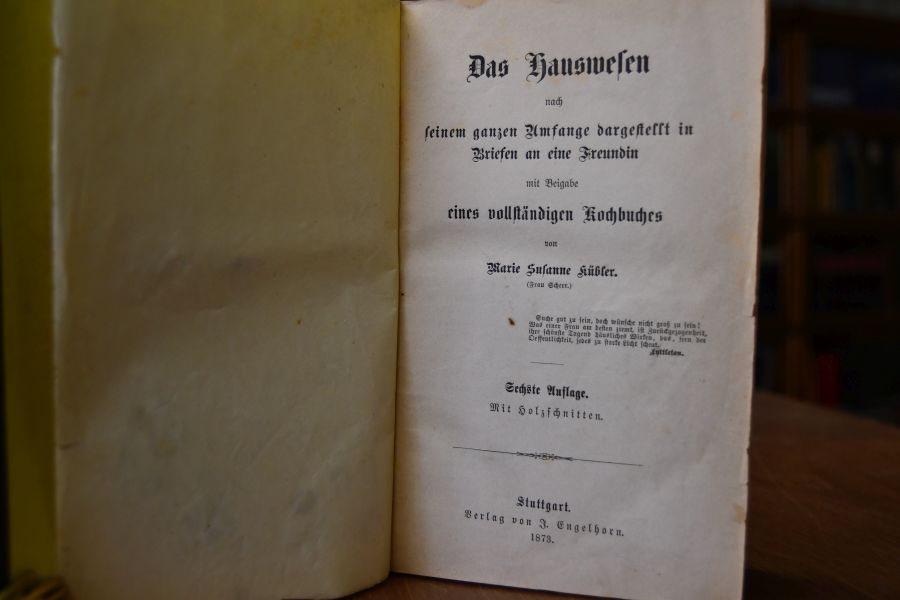 Das Hauswesen
nach
seinem ganzen Umfange dargestellt in
Briefen an eine Freundin
mit Beigabe
eines vollständigen Kochbuches
von
Marie Susanne Kübler.
(Frau Scherr.)
Suche gut zu sein, doch wünsche nicht groß zu sein!
Was einer Frau am besten ziemt, ist Zurückgezogenheit,
ihr schönste Tugend häusliches Wirken, das, fern der
Oeffentlichkeit, jedes zu starke Licht scheut.
Lyttleton.
Sechste Auflage.
Mit Holzschnitten.
Stuttgart.
Verlag von J. Engelhorn.
1873.